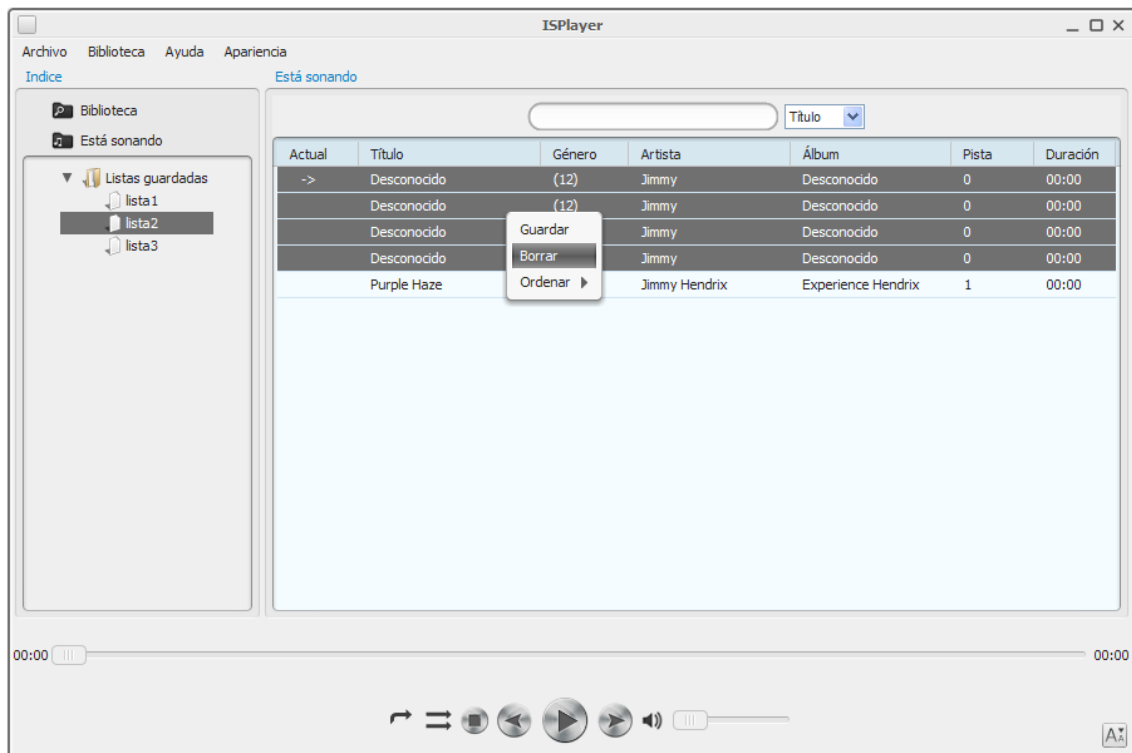 ISPlayer
Archivo Biblioteca Ayuda Apariencia
Indice
Está sonando
Biblioteca
Está sonando
Listas guardadas
lista1
lista2
lista3
Título
Actual Título Género Artista Álbum Pista Duración
-> Desconocido (12) Jimmy Desconocido 0 00:00
Desconocido (12) Jimmy Desconocido 0 00:00
Desconocido Jimmy Desconocido 0 00:00
Desconocido Jimmy Desconocido 0 00:00
Purple Haze Jimmy Hendrix Experience Hendrix 1 00:00
Guardar
Borrar
Ordenar
00:00 00:00